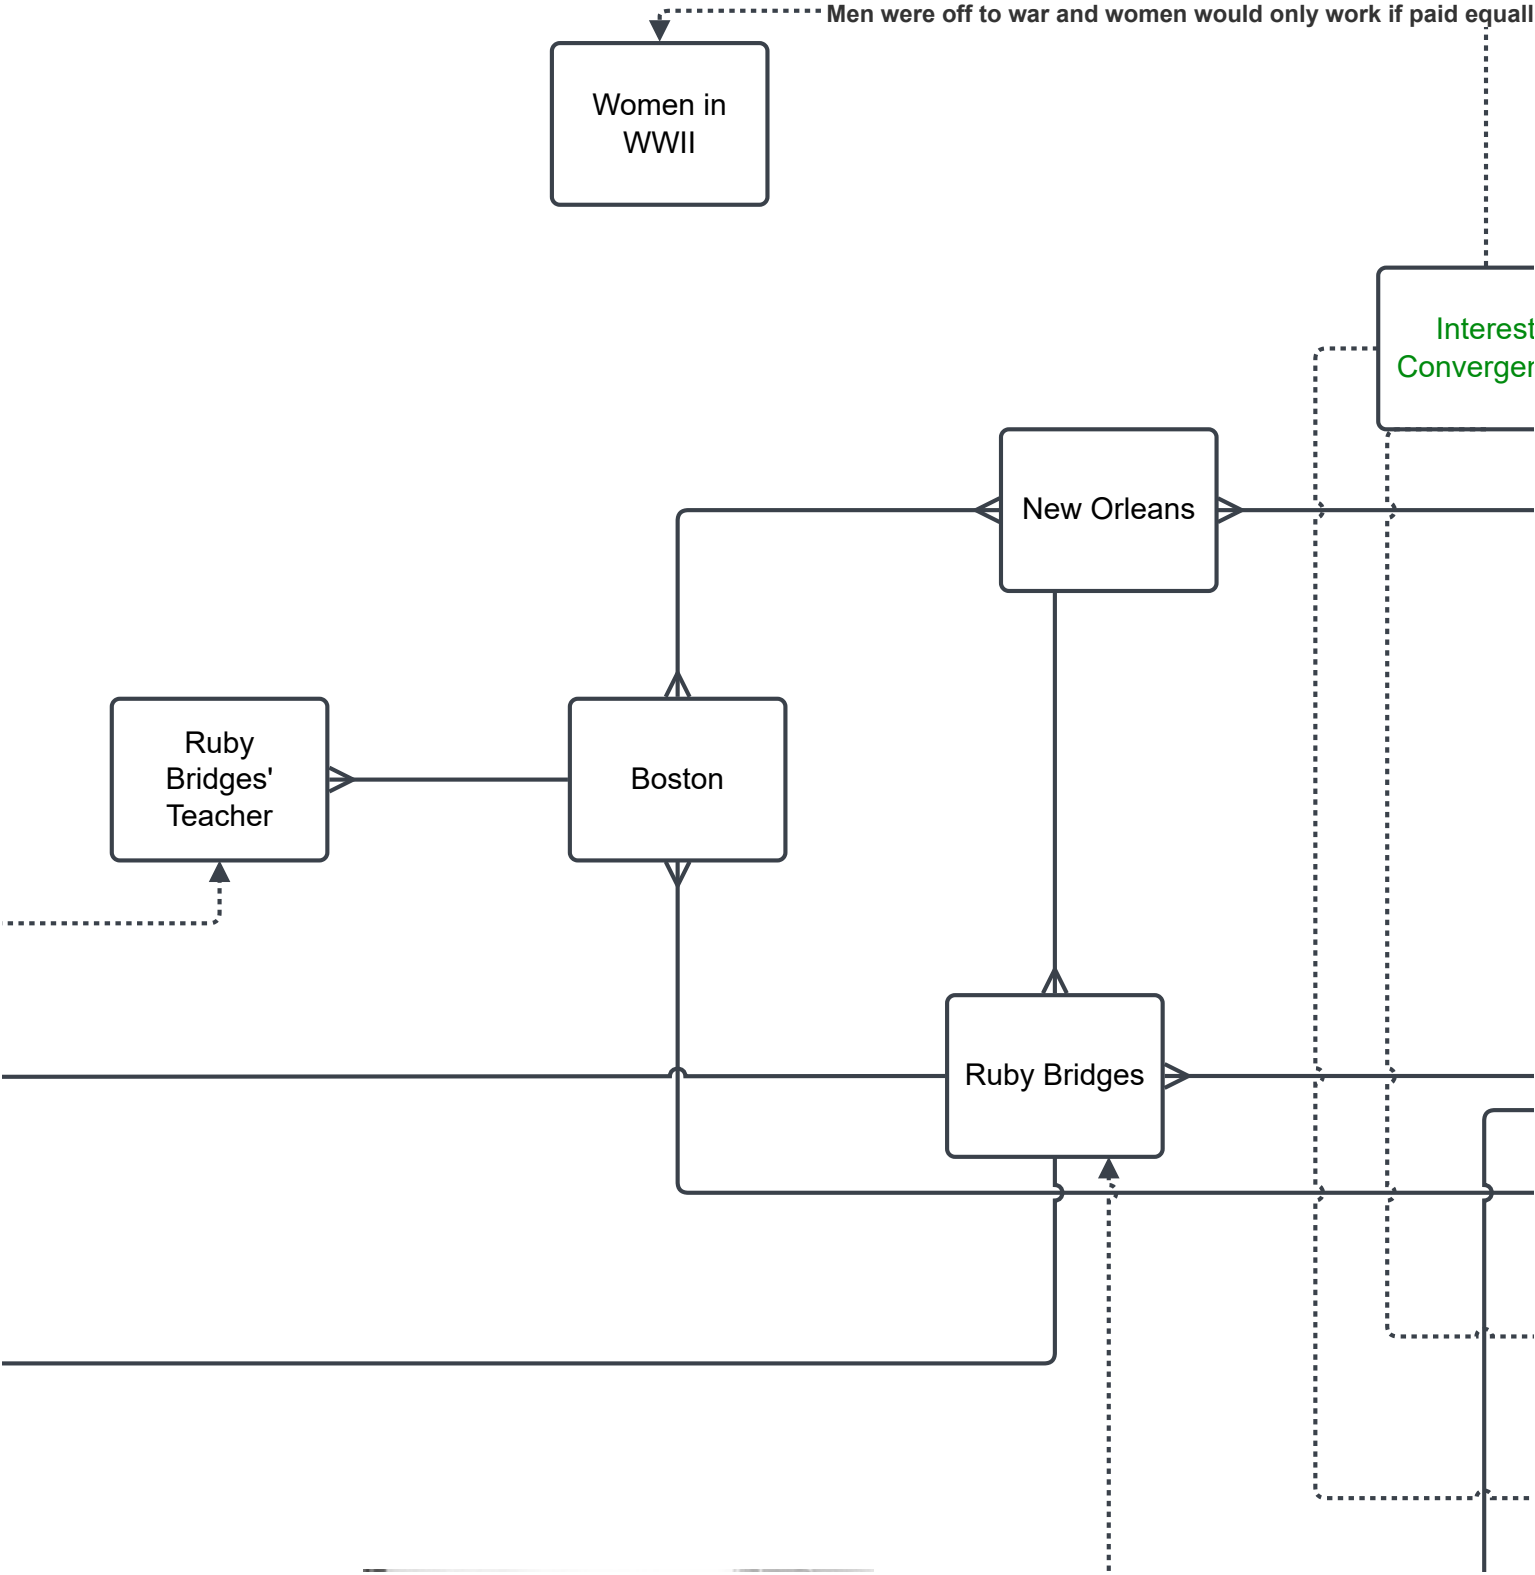 Men were off to war and women would only work if paid equall
Women in
WWII
Interest
Converger
New Orleans
Ruby
Bridges'
Teacher
Boston
Ruby Bridges